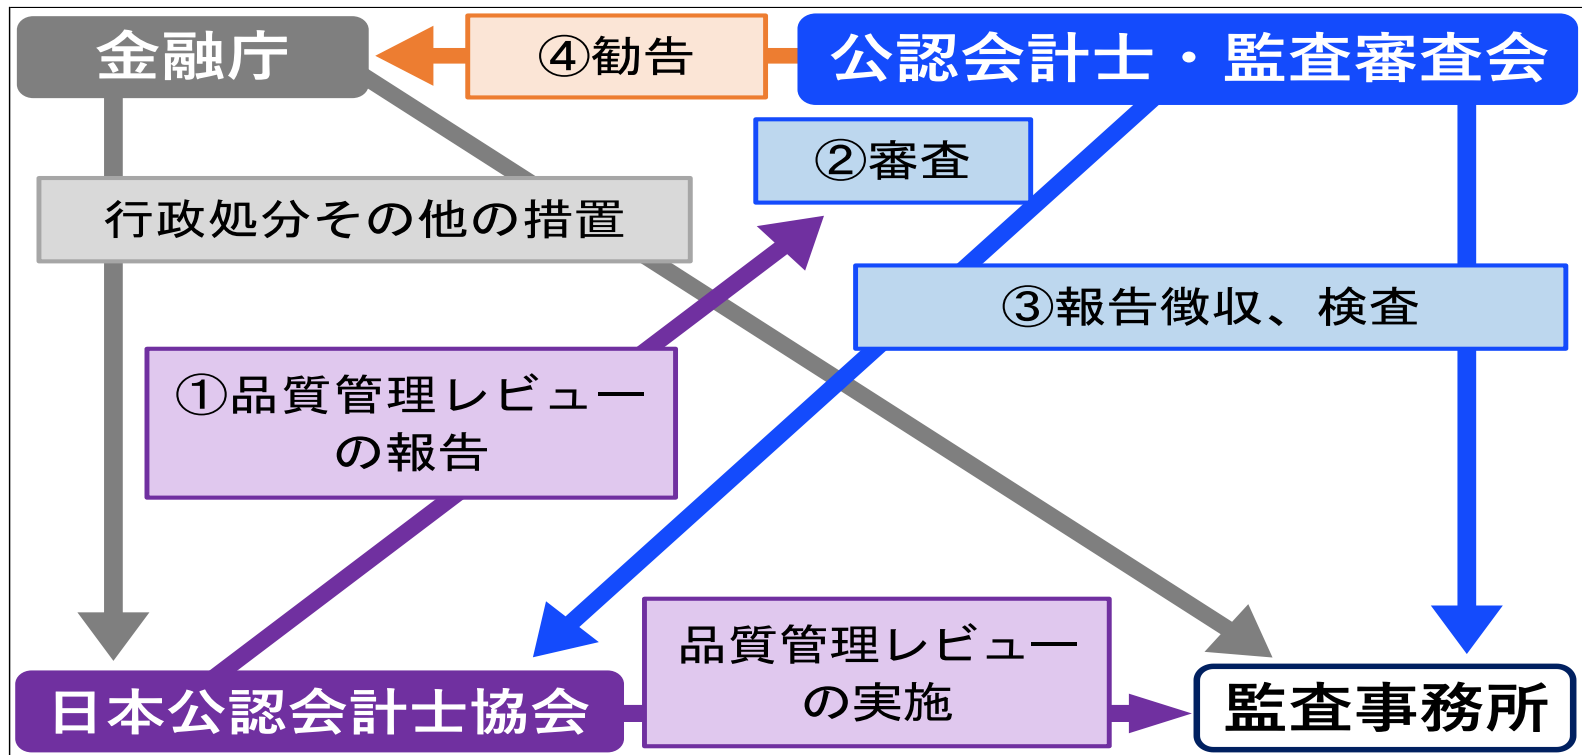 金融庁
④勧告
公認会計士・監査審査会
②審査
行政処分その他の措置
③報告徴収、検査
①品質管理レビュー
の報告
品質管理レビュー
の実施
日本公認会計士協会
監査事務所